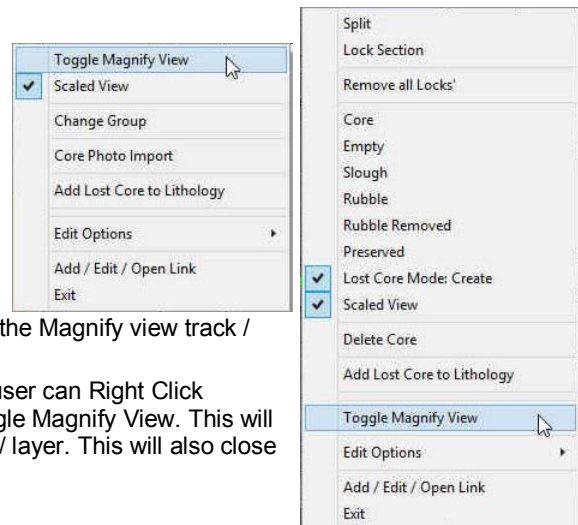 Toggle Magnify View
Scaled View
Change Group
Core Photo Import
Add Lost Core to Lithology
Edit Options
Add / Edit / Open Link
Exit
the Magnify view track /
user can Right Click
gle Magnify View. This will
/ layer. This will also close
Split
Lock Section
Remove all Locks'
Core
Empty
Slough
Rubble
Rubble Removed
Preserved
Lost Core Mode: Create
Scaled View
Delete Core
Add Lost Core to Lithology
Toggle Magnify View
Edit Options
Add / Edit / Open Link
Exit